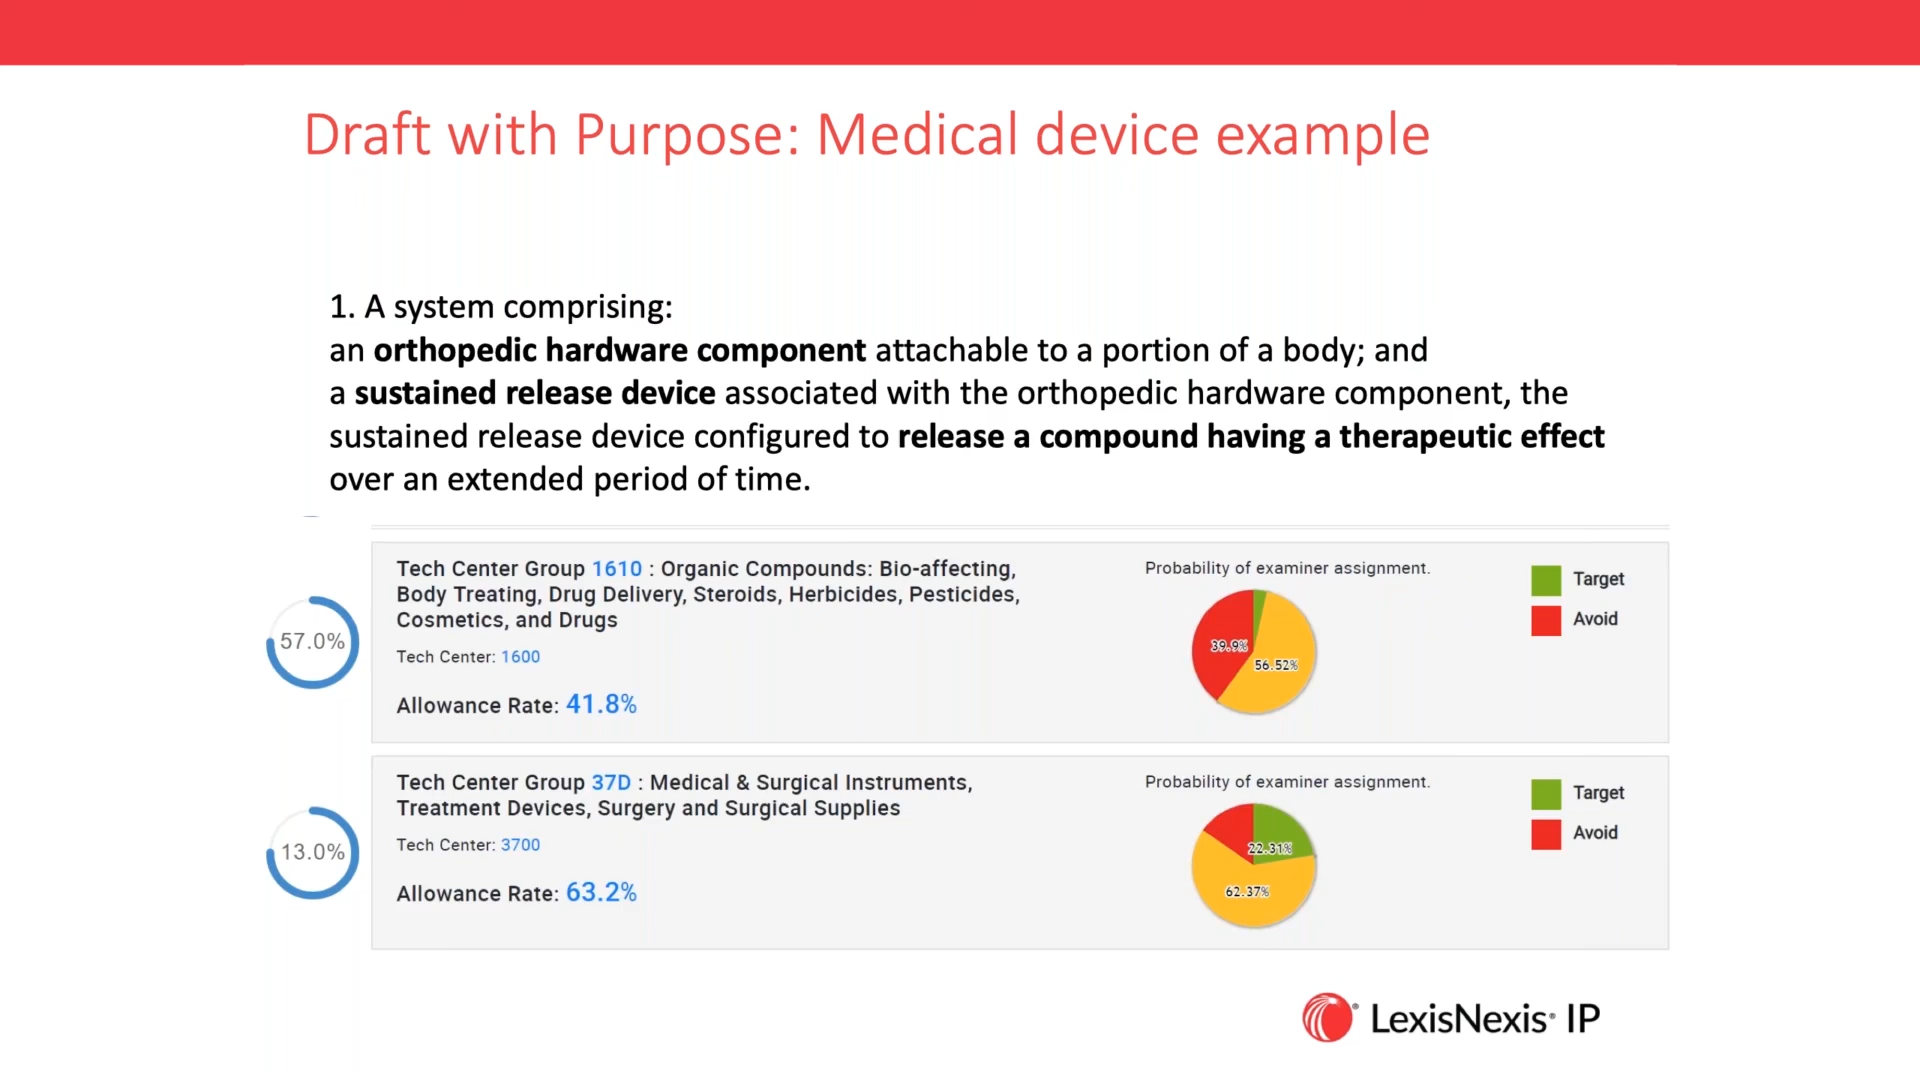 Draft with Purpose: Medical device example
1. A system comprising:
an orthopedic hardware component attachable to a portion of a body; and
a sustained release device associated with the orthopedic hardware component, the
sustained release device configured to release a compound having a therapeutic effect
over an extended period of time.
57.0%
Tech Center Group 1610 : Organic Compounds: Bio-affecting,
Body Treating, Drug Delivery, Steroids, Herbicides, Pesticides,
Cosmetics, and Drugs
Tech Center: 1600
Allowance Rate: 41.8%
Probability of examiner assignment.
39.9%
56.52%
Target
Avoid
13.0%
Tech Center Group 37D : Medical & Surgical Instruments,
Treatment Devices, Surgery and Surgical Supplies
Tech Center: 3700
Allowance Rate: 63.2%
Probability of examiner assignment.
22.31%
62.37%
Target
Avoid
LexisNexis® IP